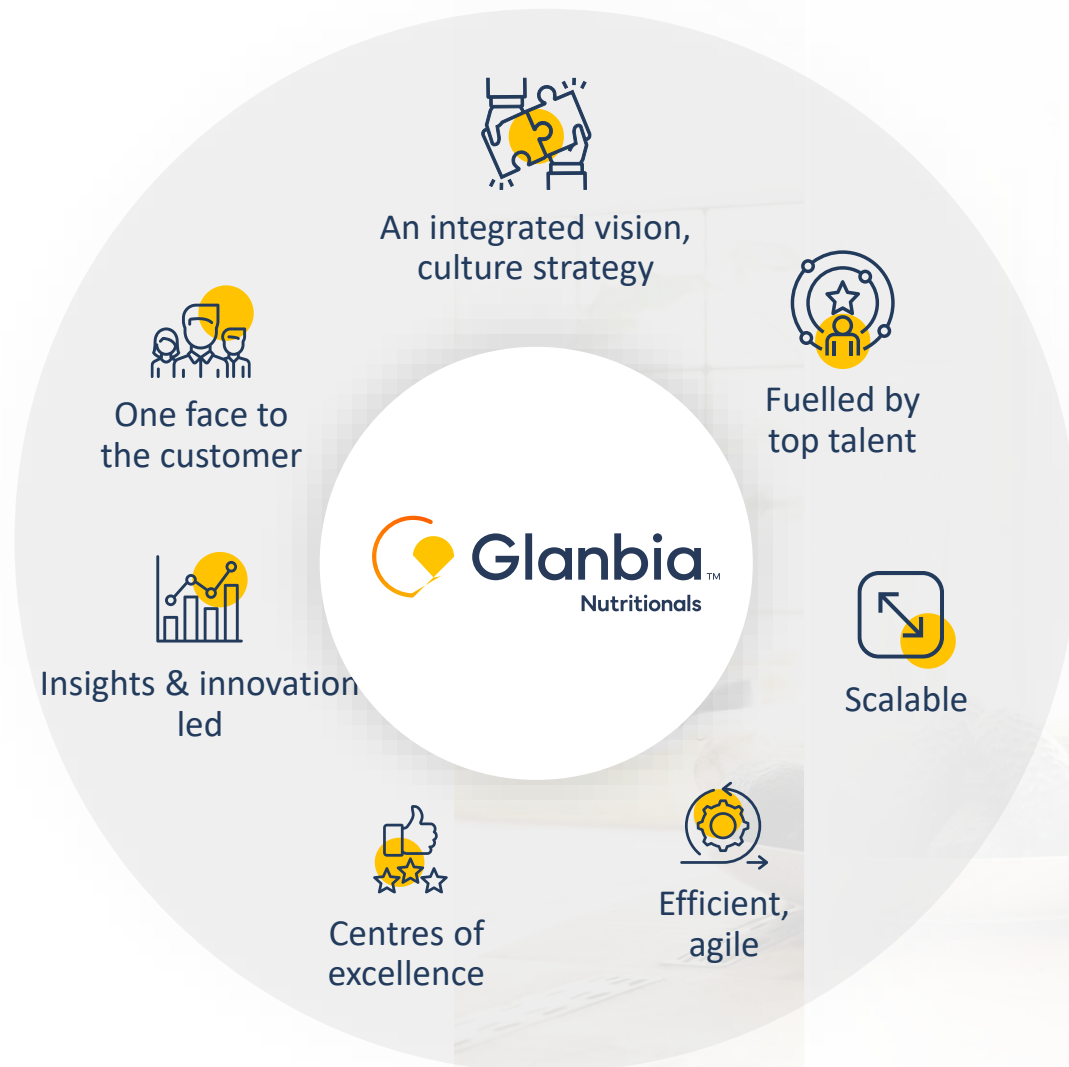 An integrated vision,
culture strategy
Fuelled by
top talent
One face to
the customer
Glanbia™
Nutritionals
Insights & innovation
led
Scalable
Efficient,
agile
Centres of
excellence